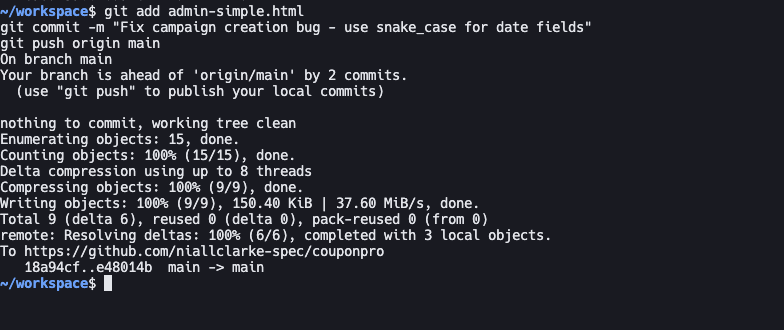 ~/workspace$ git add admin-simple.html
git commit -m "Fix campaign creation bug - use snake_case for date fields"
git push origin main
On branch main
Your branch is ahead of 'origin/main' by 2 commits.
  (use "git push" to publish your local commits)

nothing to commit, working tree clean
Enumerating objects: 15, done.
Counting objects: 100% (15/15), done.
Delta compression using up to 8 threads
Compressing objects: 100% (9/9), done.
Writing objects: 100% (9/9), 150.40 KiB | 37.60 MiB/s, done.
Total 9 (delta 6), reused 0 (delta 0), pack-reused 0 (from 0)
remote: Resolving deltas: 100% (6/6), completed with 3 local objects.
To https://github.com/niallclarke-spec/couponpro
   18a94cf..e48014b  main -> main
~/workspace$